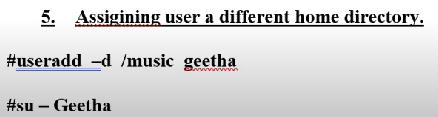 5. Assigining user a different home directory.
#useradd –d /music geetha
#su – Geetha